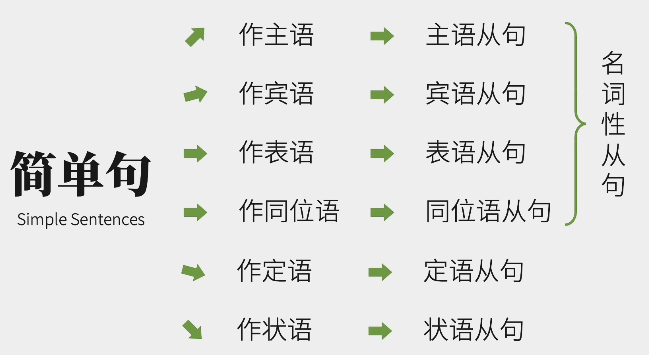 简单句
Simple Sentences
作主语 主语从句
作宾语 宾语从句
作表语 表语从句
作同位语 同位语从句
作定语 定语从句
作状语 状语从句
名词性从句